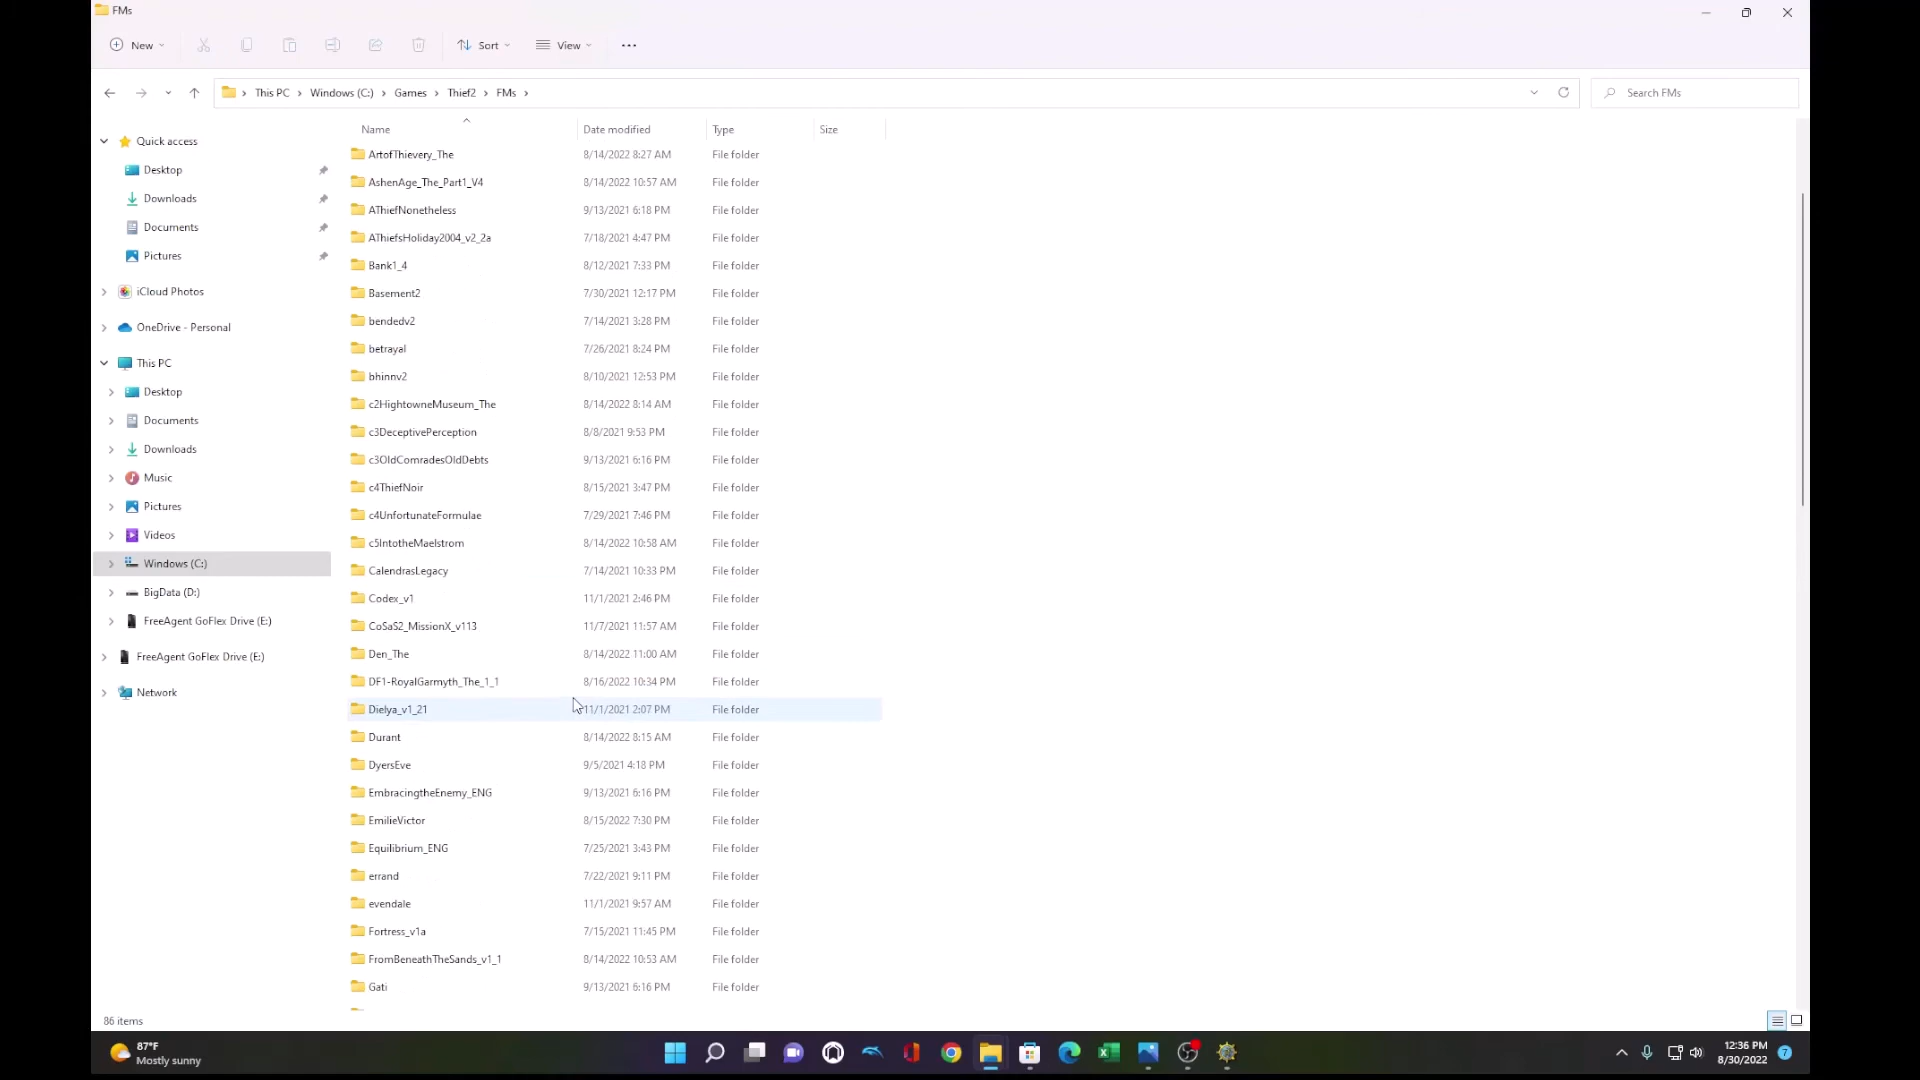 FMs
New
Sort
View
This PC > Windows (C:) > Games > Thief2 > FMs >
Search FMs
Name Date modified Type Size
Quick access
Desktop
Downloads
Documents
Pictures
iCloud Photos
OneDrive - Personal
This PC
Desktop
Documents
Downloads
Music
Pictures
Videos
Windows (C:)
BigData (D:)
FreeAgent GoFlex Drive (E:)
FreeAgent GoFlex Drive (E:)
Network
ArtofThievery_The 8/14/2022 8:27 AM File folder
AshenAge_The_Part1_V4 8/14/2022 10:57 AM File folder
AThiefNonetheless 9/13/2021 6:18 PM File folder
AThiefsHoliday2004_v2_2a 7/18/2021 4:47 PM File folder
Bank1_4 8/12/2021 7:33 PM File folder
Basement2 7/30/2021 12:17 PM File folder
bendedv2 7/14/2021 3:28 PM File folder
betrayal 7/26/2021 8:24 PM File folder
bhinnv2 8/10/2021 12:53 PM File folder
c2HightowneMuseum_The 8/14/2022 8:14 AM File folder
c3DeceptivePerception 8/8/2021 9:53 PM File folder
c3OldComradesOldDebts 9/13/2021 6:16 PM File folder
c4ThiefNoir 8/15/2021 3:47 PM File folder
c4UnfortunateFormulae 7/29/2021 7:46 PM File folder
c5IntotheMaelstrom 8/14/2022 10:58 AM File folder
CalendrasLegacy 7/14/2021 10:33 PM File folder
Codex_v1 11/1/2021 2:46 PM File folder
CoSaS2_MissionX_v113 11/7/2021 11:57 AM File folder
Den_The 8/14/2022 11:00 AM File folder
DF1-RoyalGarmyth_The_1_1 8/16/2022 10:34 PM File folder
Dielya_v1_21 11/1/2021 2:07 PM File folder
Durant 8/14/2022 8:15 AM File folder
DyersEve 9/5/2021 4:18 PM File folder
EmbracingtheEnemy_ENG 9/13/2021 6:16 PM File folder
EmilieVictor 8/15/2022 7:30 PM File folder
Equilibrium_ENG 7/25/2021 3:43 PM File folder
errand 7/22/2021 9:11 PM File folder
evendale 11/1/2021 9:57 AM File folder
Fortress_v1a 7/15/2021 11:45 PM File folder
FromBeneathTheSands_v1_1 8/14/2022 10:53 AM File folder
Gati 9/13/2021 6:16 PM File folder
86 items
87°F
Mostly sunny
12:36 PM
8/30/2022
7